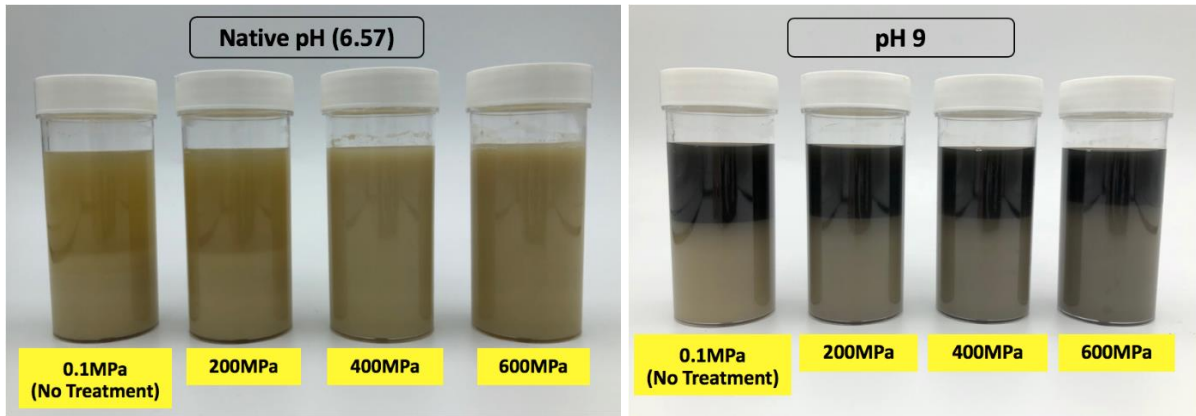 Native pH (6.57)
0.1MPa
(No Treatment)
200MPa
400MPa
600MPa
pH 9
0.1MPa
(No Treatment)
200MPa
400MPa
600MPa